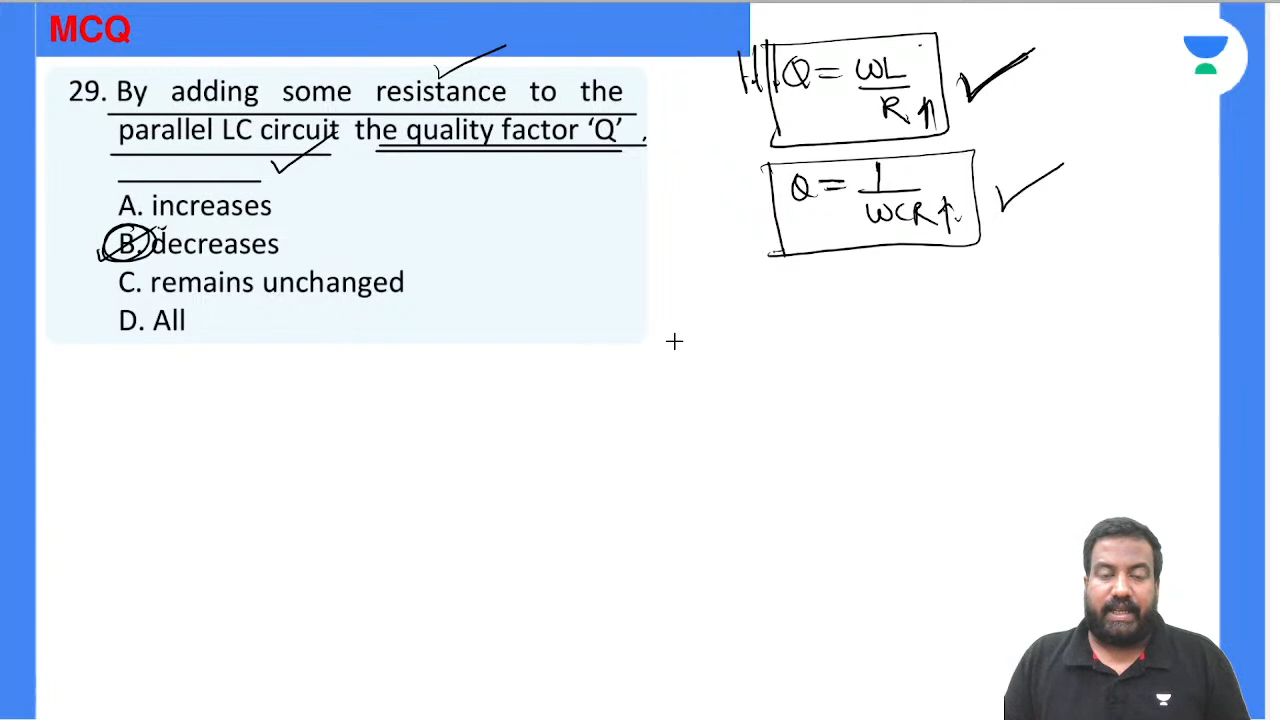 MCQ
29. By adding some resistance to the
parallel LC circuit the quality factor ‘Q’ .
__________
A. increases
B. decreases
C. remains unchanged
D. All
Q = ωL / R ↑
Q = 1 / ωCR ↑